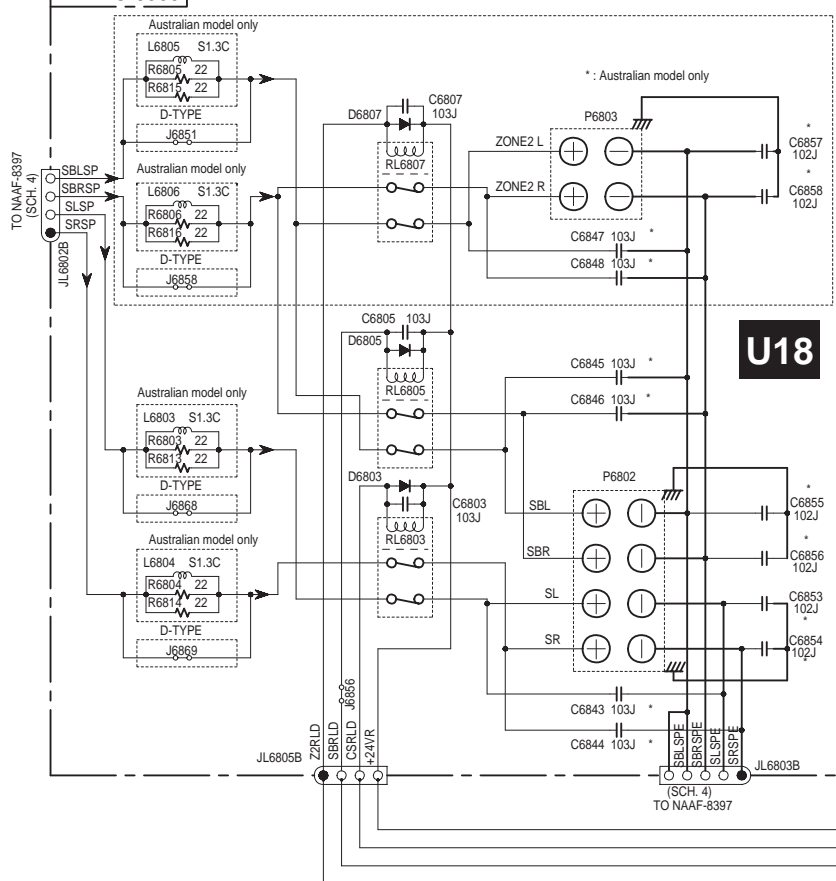 Australian model only
L6805 S1.3C
R6805 22
R6815 22
D-TYPE
J6851
* : Australian model only
C6807
103J
D6807
RL6807
P6803
ZONE2 L
ZONE2 R
*
C6857
102J
*
C6858
102J
TO NAAF-8397
(SCH. 4)
SBLSP
SBRSP
SLSP
SRSP
JL6802B
Australian model only
L6806 S1.3C
R6806 22
R6816 22
D-TYPE
J6858
C6847 103J *
C6848 103J *
C6805 103J
D6805
RL6805
U18
C6845 103J *
C6846 103J *
Australian model only
L6803 S1.3C
R6803 22
R6813 22
D-TYPE
J6868
D6803
C6803
103J
RL6803
P6802
SBL
SBR
SL
SR
*
C6855
102J
*
C6856
102J
C6853
102J
*
C6854
102J
*
Australian model only
L6804 S1.3C
R6804 22
R6814 22
D-TYPE
J6869
C6843 103J *
C6844 103J *
J6856
JL6805B
Z2RLD
SBRLD
CSRLD
+24VR
SBLSPE
SBRSPE
SLSPE
SRSPE
JL6803B
(SCH. 4)
TO NAAF-8397